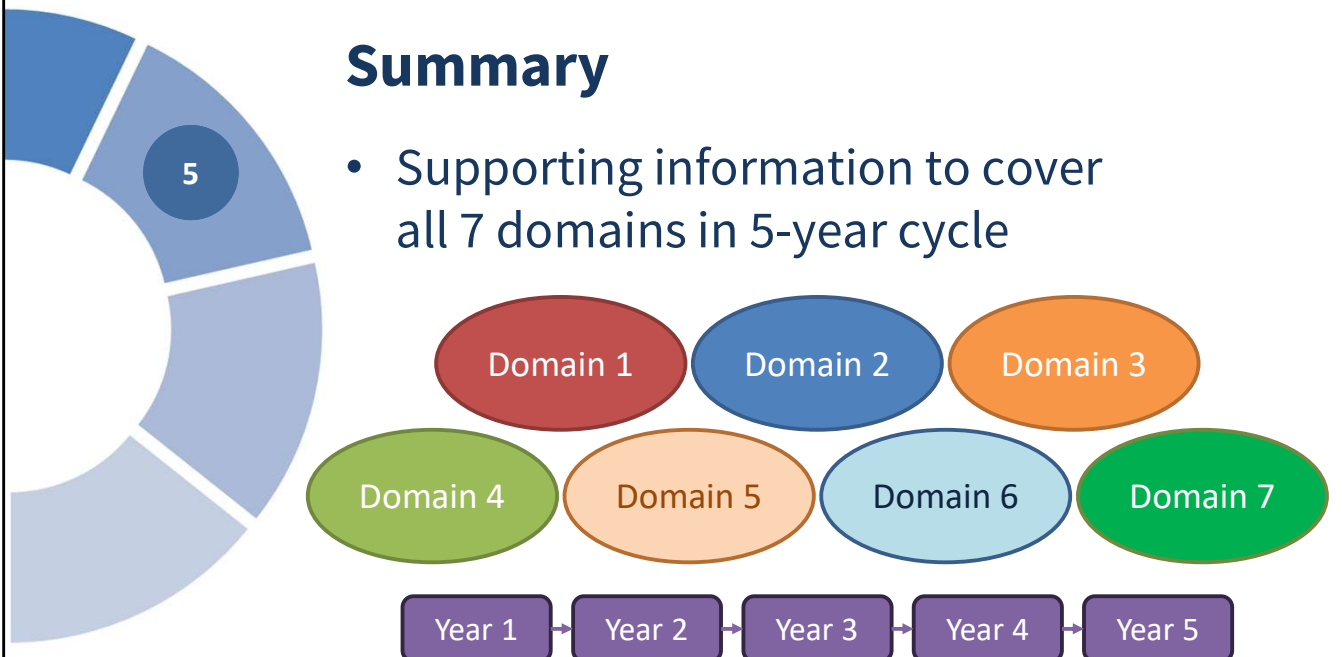 Summary
5
• Supporting information to cover
all 7 domains in 5-year cycle
Domain 1 Domain 2 Domain 3
Domain 4 Domain 5 Domain 6 Domain 7
Year 1 Year 2 Year 3 Year 4 Year 5